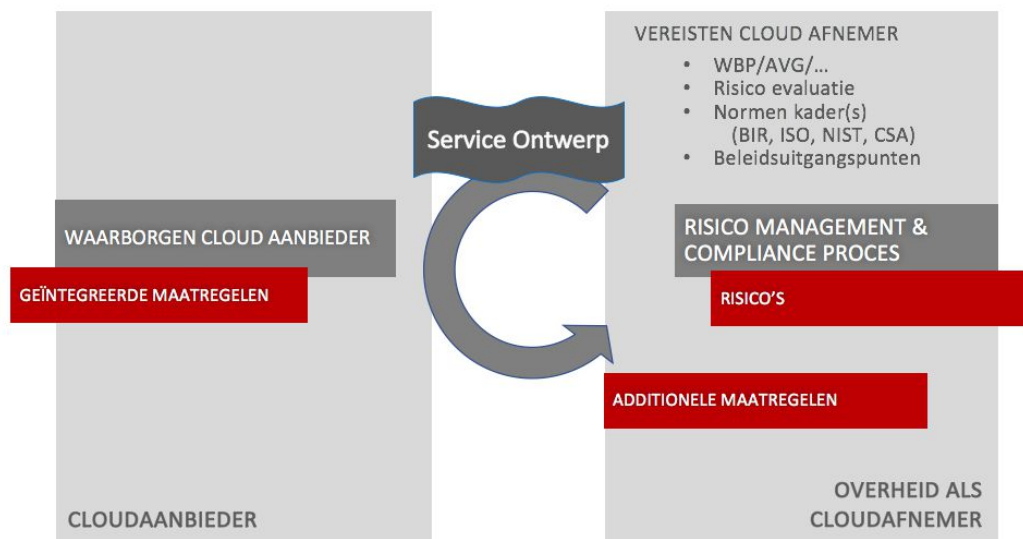 VEREISTEN CLOUD AFNEMER
• WBP/AVG/...
• Risico evaluatie
• Normen kader(s)
(BIR, ISO, NIST, CSA)
• Beleidsuitgangspunten
Service Ontwerp
WAARBORGEN CLOUD AANBIEDER
GEÏNTEGREERDE MAATREGELEN
RISICO MANAGEMENT &
COMPLIANCE PROCES
RISICO'S
ADDITIONELE MAATREGELEN
CLOUDAANBIEDER
OVERHEID ALS
CLOUDAFNEMER